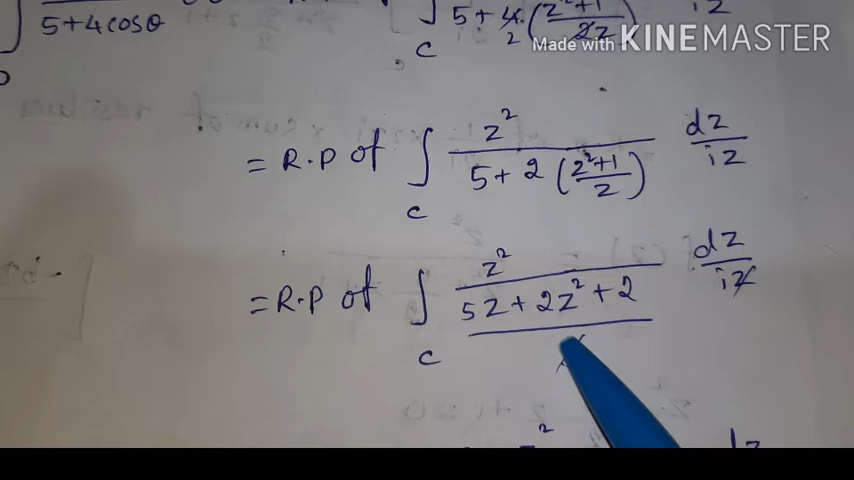 5+4cosθ
C 5 + 4. 2 (z²+1 / 2z) iz
Made with KINEMASTER
= R.P of ∫ z² / 5+ 2 (z²+1 / z) dz / iz
C
= R.P of ∫ z² / 5z + 2z² + 2 / z dz / iz
C
z² dz